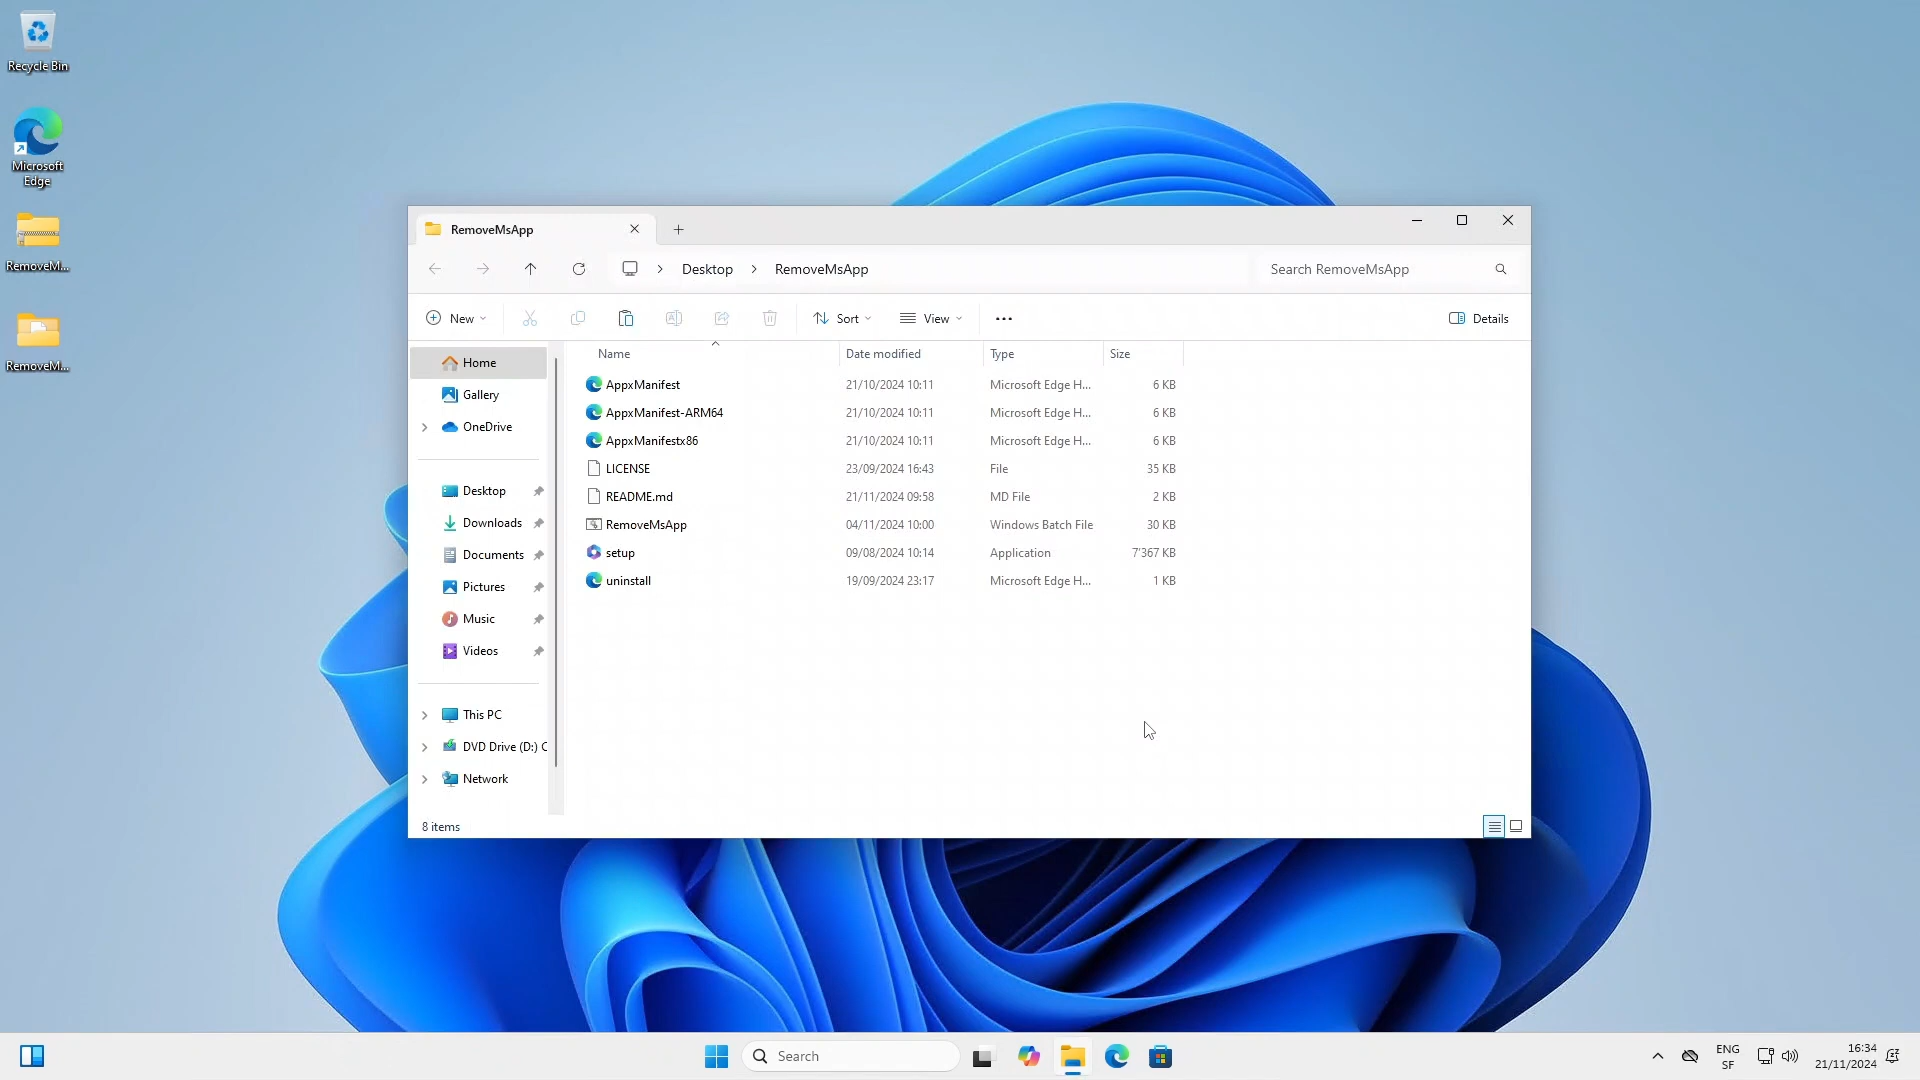 Recycle Bin
Microsoft
Edge
RemoveM...
RemoveM...
RemoveMsApp
Desktop
RemoveMsApp
Search RemoveMsApp
New
Sort
View
Details
Name
Date modified
Type
Size
Home
Gallery
OneDrive
Desktop
Downloads
Documents
Pictures
Music
Videos
This PC
DVD Drive (D:) C
Network
AppxManifest 21/10/2024 10:11 Microsoft Edge H... 6 KB
AppxManifest-ARM64 21/10/2024 10:11 Microsoft Edge H... 6 KB
AppxManifestx86 21/10/2024 10:11 Microsoft Edge H... 6 KB
LICENSE 23/09/2024 16:43 File 35 KB
README.md 21/11/2024 09:58 MD File 2 KB
RemoveMsApp 04/11/2024 10:00 Windows Batch File 30 KB
setup 09/08/2024 10:14 Application 7'367 KB
uninstall 19/09/2024 23:17 Microsoft Edge H... 1 KB
8 items
Search
ENG
SF
16:34
21/11/2024